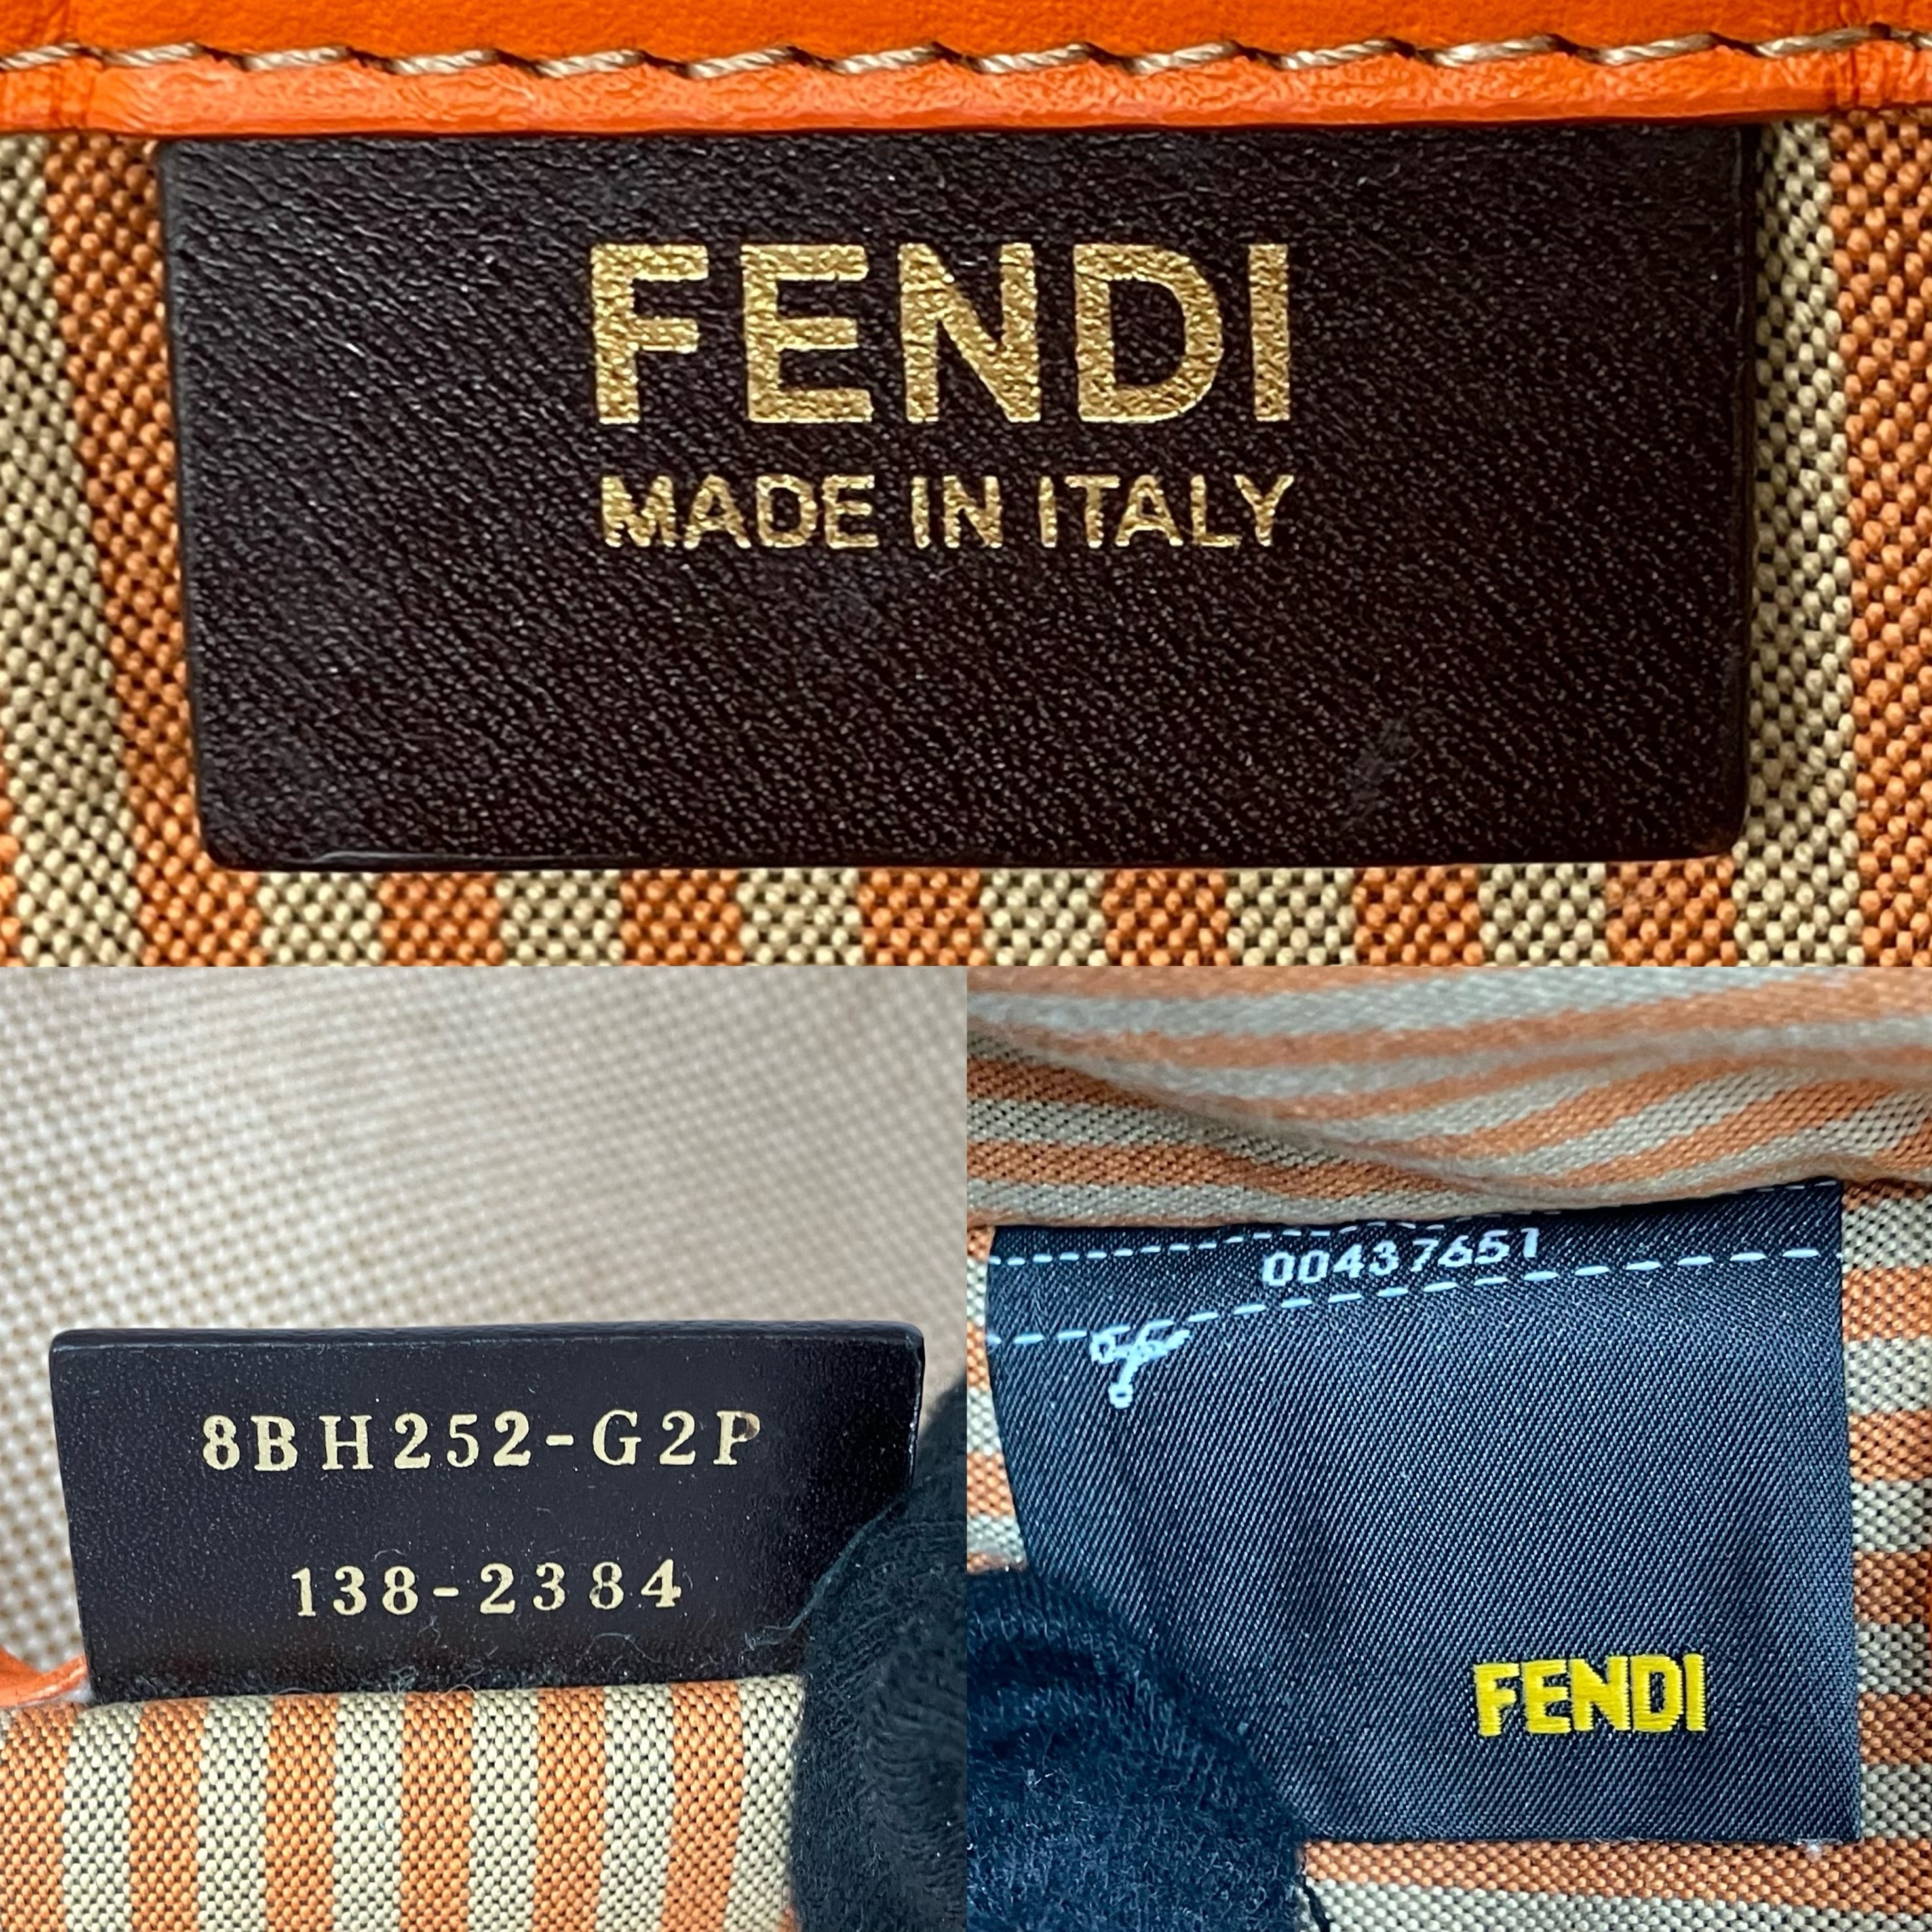 FENDI
MADE IN ITALY
8BH252-G2P
138-2384
00437651
FENDI